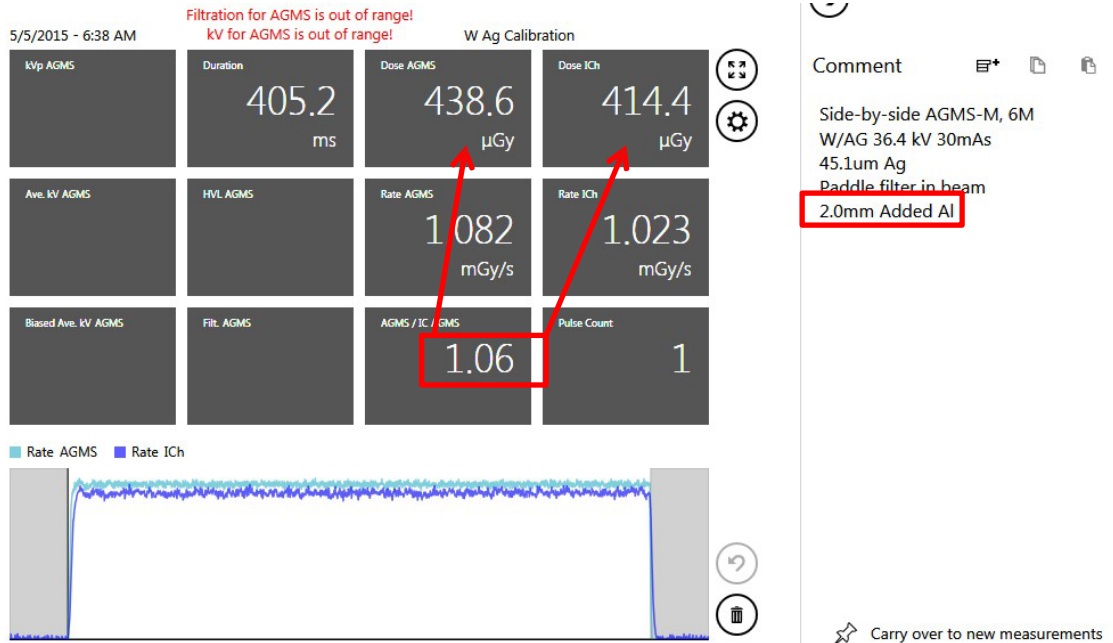 Filtration for AGMS is out of range!
5/5/2015 - 6:38 AM kV for AGMS is out of range! W Ag Calibration
kVp AGMS
Duration
405.2
ms
Dose AGMS
438.6
µGy
Dose ICh
414.4
µGy
Ave. kV AGMS
HVL AGMS
Rate AGMS
1.082
mGy/s
Rate ICh
1.023
mGy/s
Biased Ave. kV AGMS
Filt. AGMS
AGMS / IC AGMS
1.06
Pulse Count
1
Rate AGMS Rate ICh
Comment
Side-by-side AGMS-M, 6M
W/AG 36.4 kV 30mAs
45.1um Ag
Paddle filter in beam
2.0mm Added Al
Carry over to new measurements